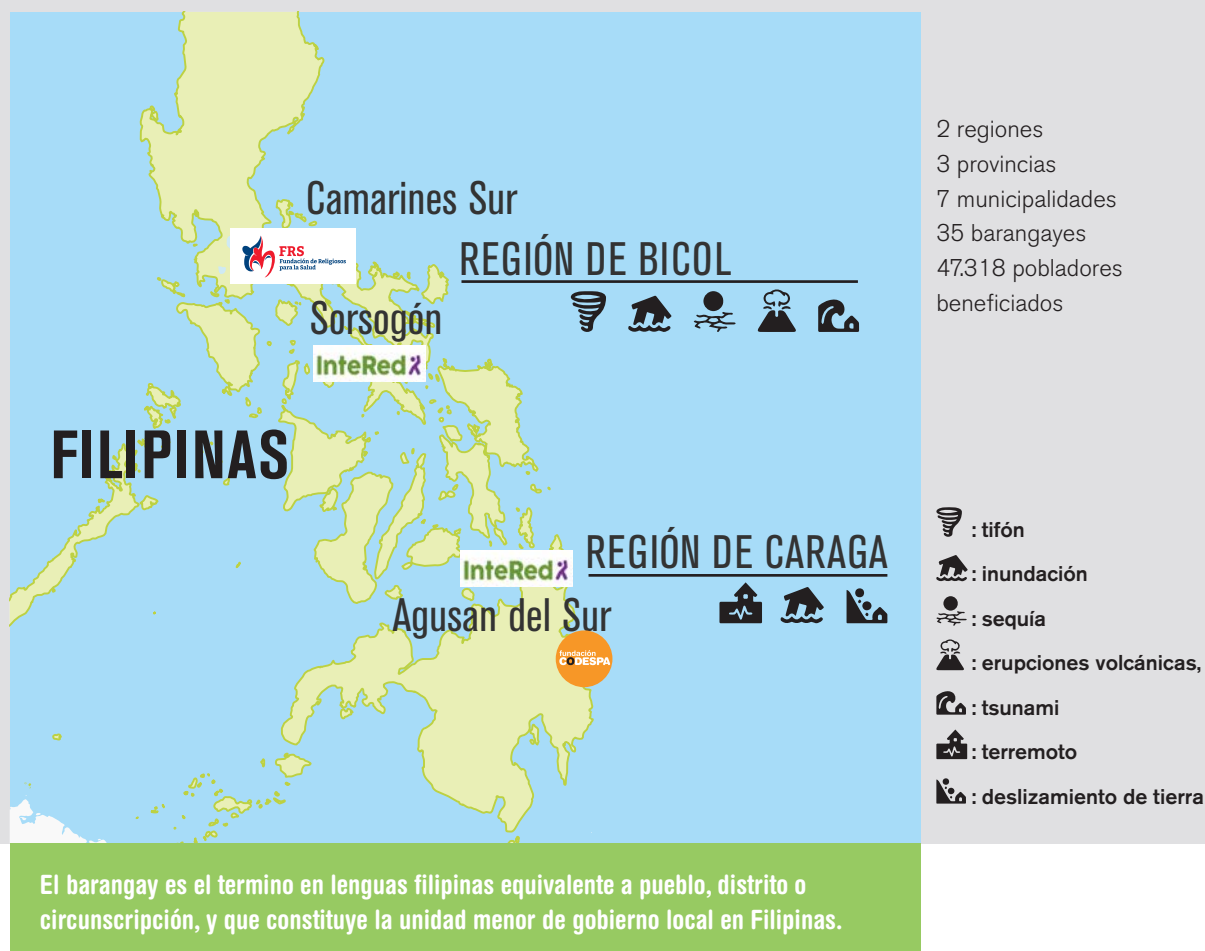 Camarines Sur
FRS
Fundación de Religiosos
para la Salud
REGIÓN DE BICOL
Sorsogón
InteRed
FILIPINAS
InteRed
REGIÓN DE CARAGA
Agusan del Sur
fundación
CODESPA
2 regiones
3 provincias
7 municipalidades
35 barangayes
47.318 pobladores
beneficiados
: tifón
: inundación
: sequía
: erupciones volcánicas,
: tsunami
: terremoto
: deslizamiento de tierra
El barangay es el termino en lenguas filipinas equivalente a pueblo, distrito o
circunscripción, y que constituye la unidad menor de gobierno local en Filipinas.